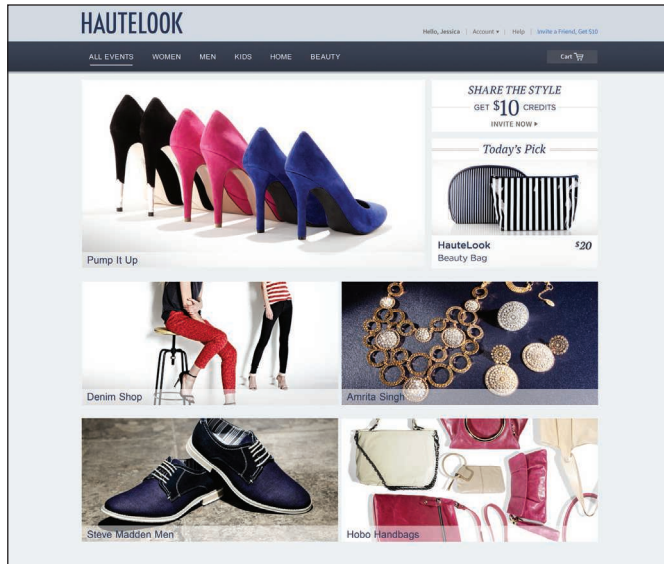 HAUTELOOK
Hello, Jessica | Account ▾ | Help | Invite a Friend, Get $10
ALL EVENTS WOMEN MEN KIDS HOME BEAUTY
Cart
SHARE THE STYLE
GET $10 CREDITS
INVITE NOW ▸
Today's Pick
HauteLook $20
Beauty Bag
Pump It Up
Denim Shop
Amrita Singh
Steve Madden Men
Hobo Handbags